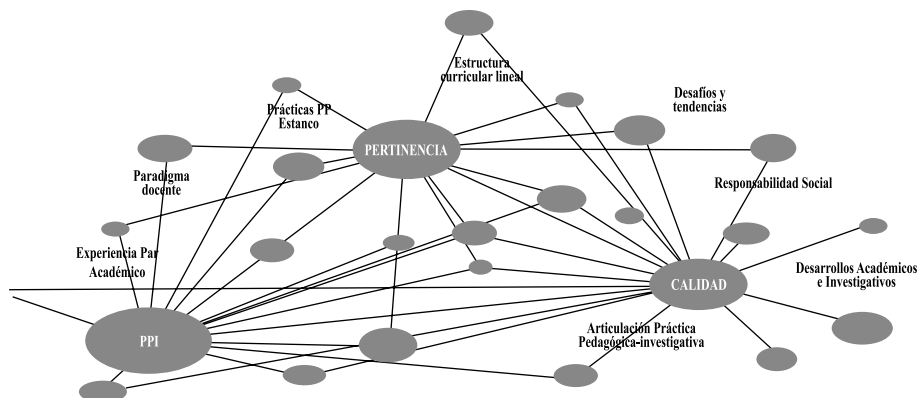 Estructura
curricular lineal
Desafíos y
tendencias
Prácticas PP
Estanco
PERTINENCIA
Paradigma
docente
Responsabilidad Social
Experiencia Par
Académico
Desarrollos Académicos
e Investigativos
CALIDAD
Articulación Práctica
Pedagógica-investigativa
PPI